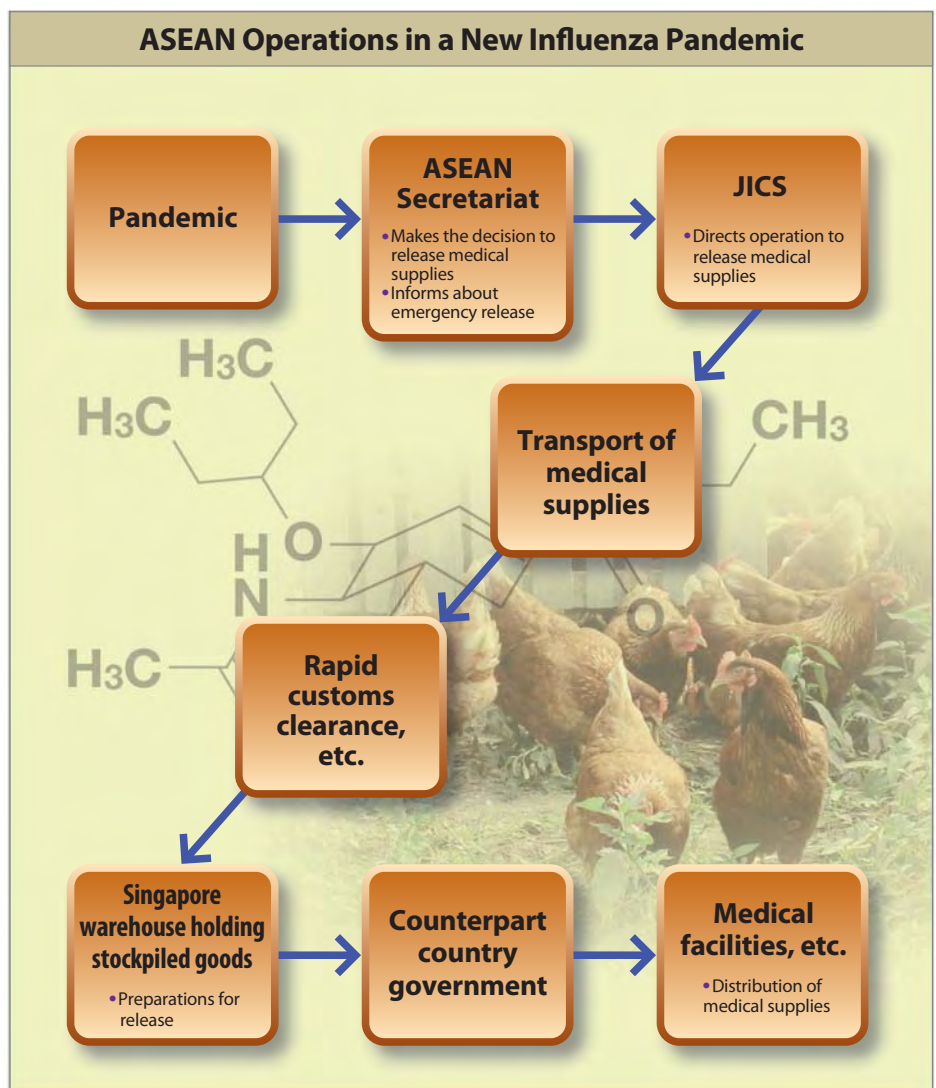 ASEAN Operations in a New Influenza Pandemic
Pandemic
ASEAN
Secretariat
•Makes the decision to
release medical
supplies
•Informs about
emergency release
JICS
•Directs operation to
release medical
supplies
H3C
H3C
CH3
Transport of
medical
supplies
H
N
O
O
H3C
Rapid
customs
clearance,
etc.
Singapore
warehouse holding
stockpiled goods
•Preparations for
release
Counterpart
country
government
Medical
facilities, etc.
•Distribution of
medical supplies